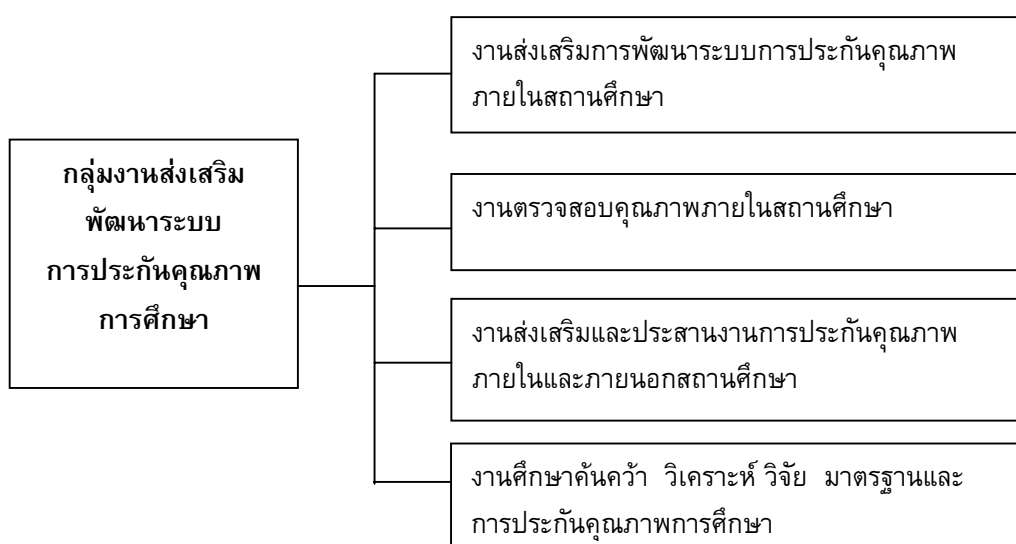 กลุ่มงานส่งเสริม
พัฒนาระบบ
การประกันคุณภาพ
การศึกษา
งานส่งเสริมการพัฒนาระบบการประกันคุณภาพ
ภายในสถานศึกษา
งานตรวจสอบคุณภาพภายในสถานศึกษา
งานส่งเสริมและประสานงานการประกันคุณภาพ
ภายในและภายนอกสถานศึกษา
งานศึกษาค้นคว้า วิเคราะห์ วิจัย มาตรฐานและ
การประกันคุณภาพการศึกษา